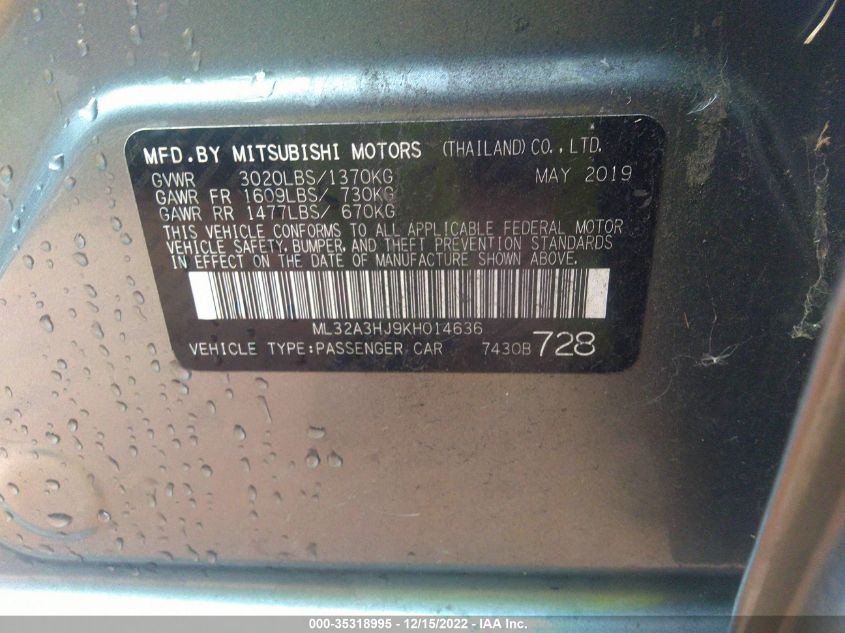 MFD.BY MITSUBISHI MOTORS (THAILAND)CO.,LTD.
GVWR 3020LBS/1370KG MAY 2019
GAWR FR 1609LBS/ 730KG
GAWR RR 1477LBS/ 670KG
THIS VEHICLE CONFORMS TO ALL APPLICABLE FEDERAL MOTOR
VEHICLE SAFETY, BUMPER, AND THEFT PREVENTION STANDARDS
IN EFFECT ON THE DATE OF MANUFACTURE SHOWN ABOVE.
ML32A3HJ9KH014636
VEHICLE TYPE:PASSENGER CAR 7430B 728
000-35318995 - 12/15/2022 - IAA Inc.